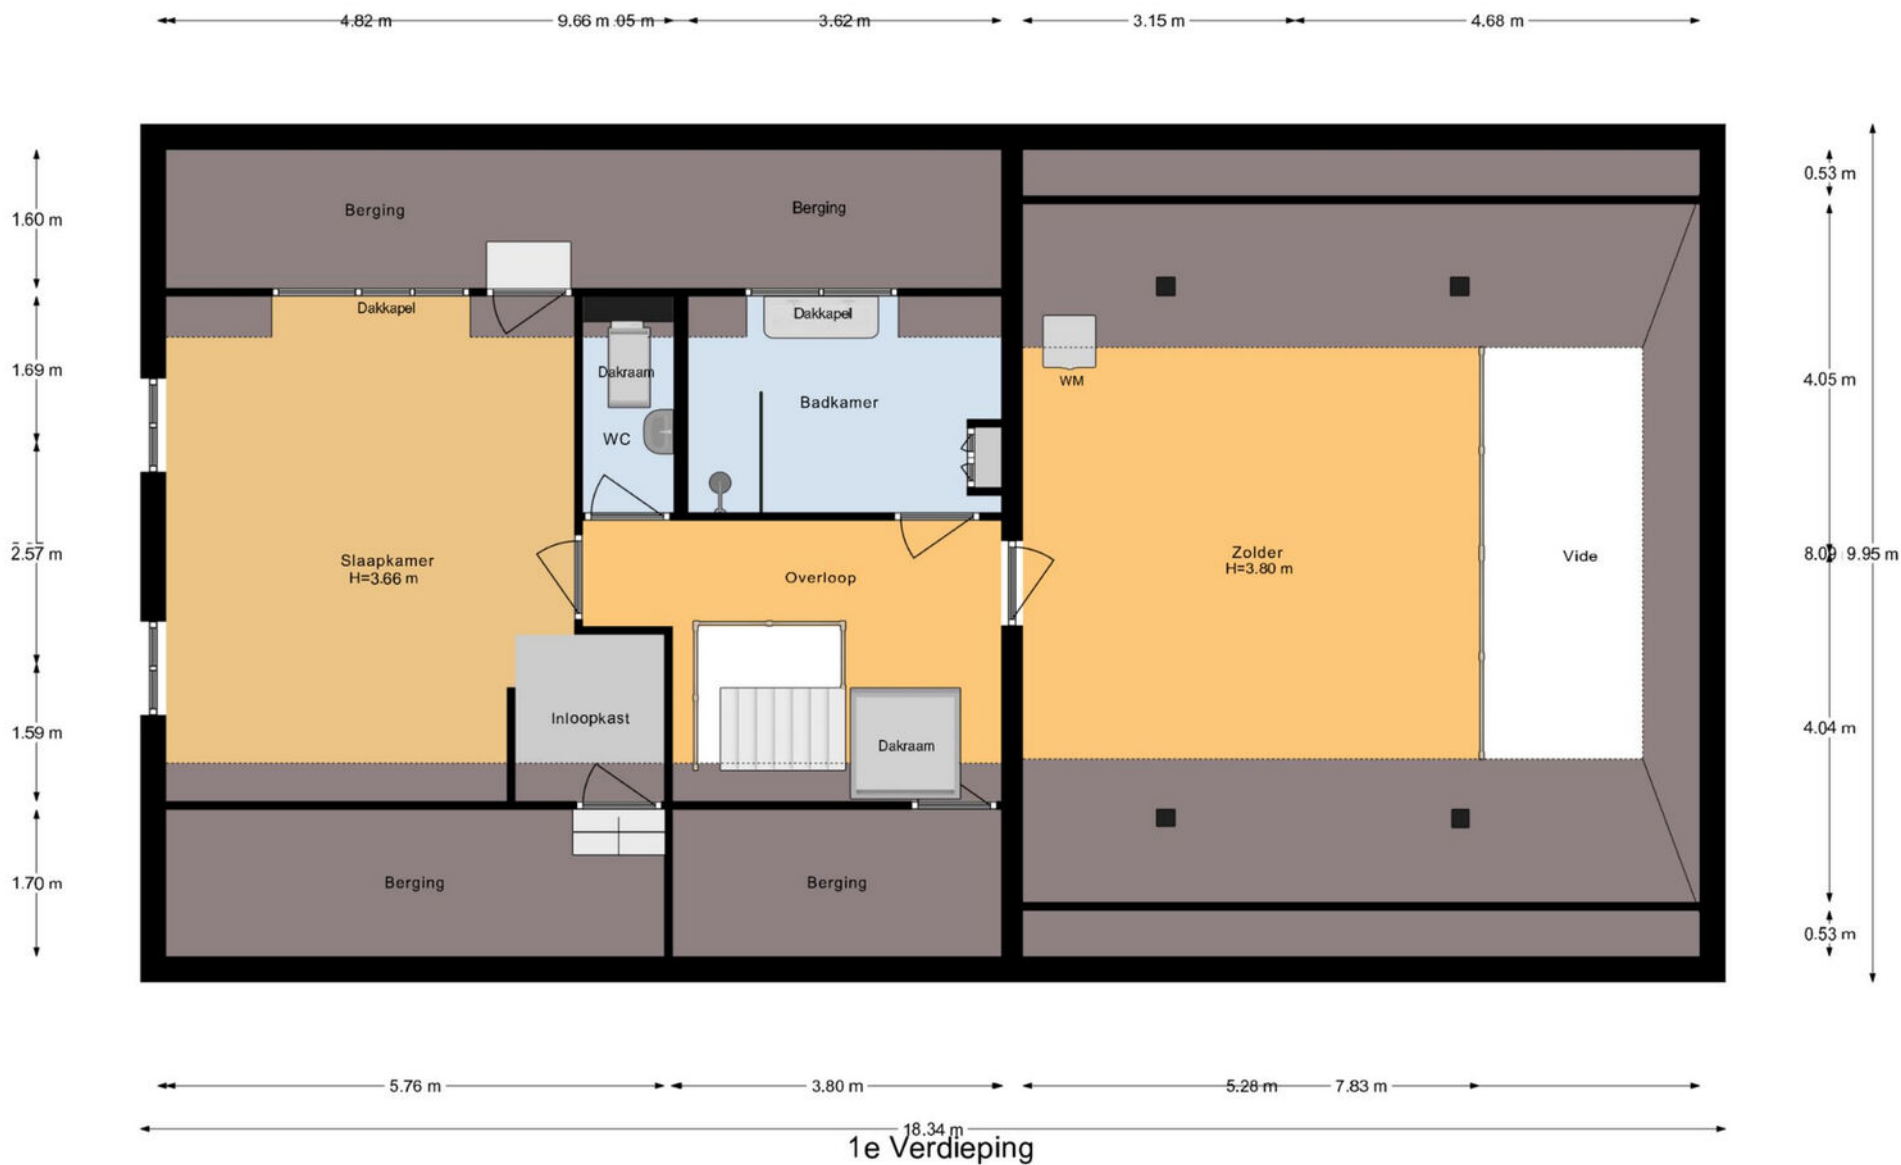 4.82 m
9.66 m
.05 m
3.62 m
3.15 m
4.68 m
Berging
Berging
0.53 m
1.60 m
Dakkapel
Dakkapel
1.69 m
Dakraam
WM
4.05 m
Badkamer
WC
2.57 m
Slaapkamer
H=3.66 m
Overloop
Zolder
H=3.80 m
Vide
8.09
9.95 m
Inloopkast
Dakraam
1.59 m
4.04 m
1.70 m
Berging
Berging
0.53 m
5.76 m
3.80 m
5.28 m
7.83 m
18.34 m
1e Verdieping